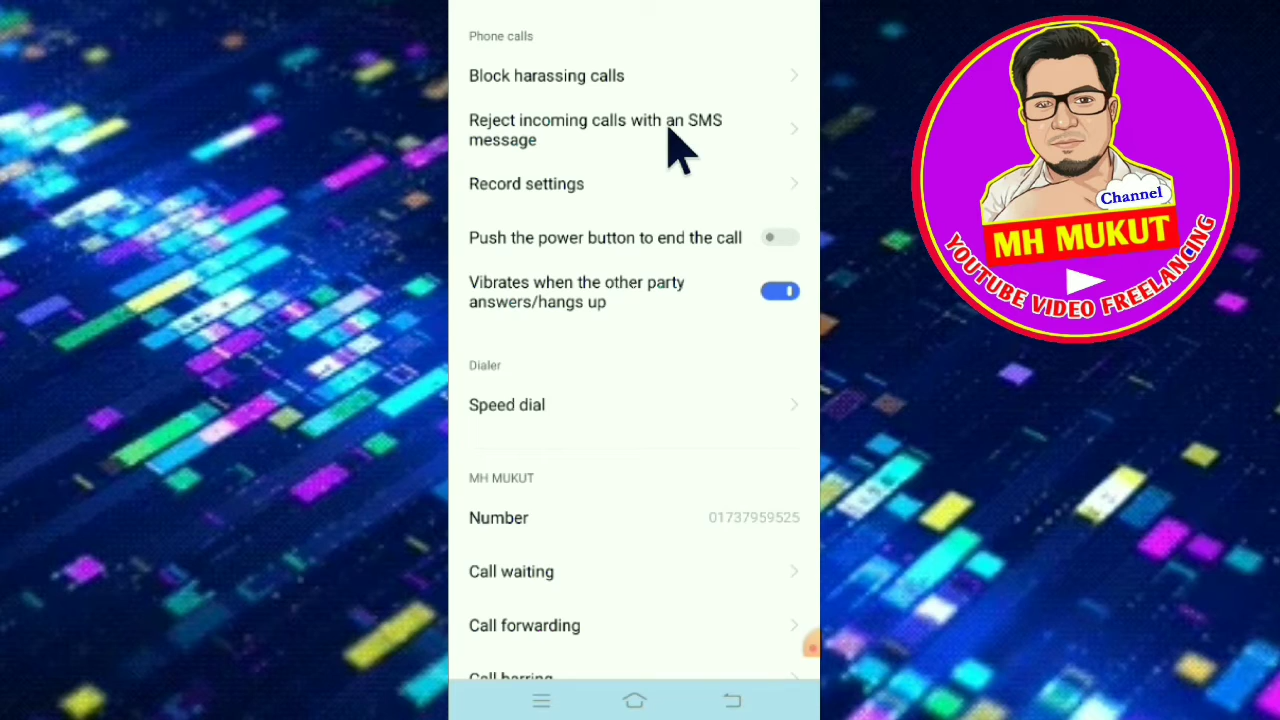 Phone calls
Block harassing calls
Reject incoming calls with an SMS
message
Record settings
Push the power button to end the call
Vibrates when the other party
answers/hangs up
Dialer
Speed dial
MH MUKUT
Number 01737959525
Call waiting
Call forwarding
Call barring
Channel
MH MUKUT
YOUTUBE VIDEO FREELANCING